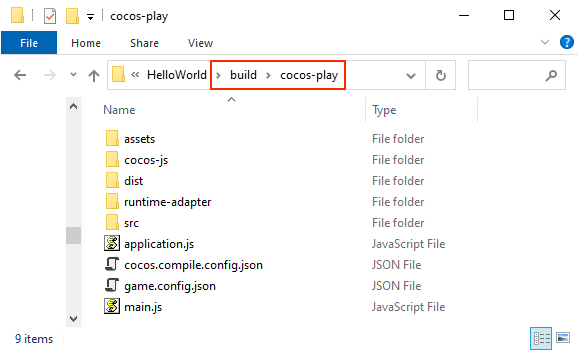 cocos-play
File Home Share View
HelloWorld build cocos-play
Name Type
assets File folder
cocos-js File folder
dist File folder
runtime-adapter File folder
src File folder
application.js JavaScript File
cocos.compile.config.json JSON File
game.config.json JSON File
main.js JavaScript File
9 items